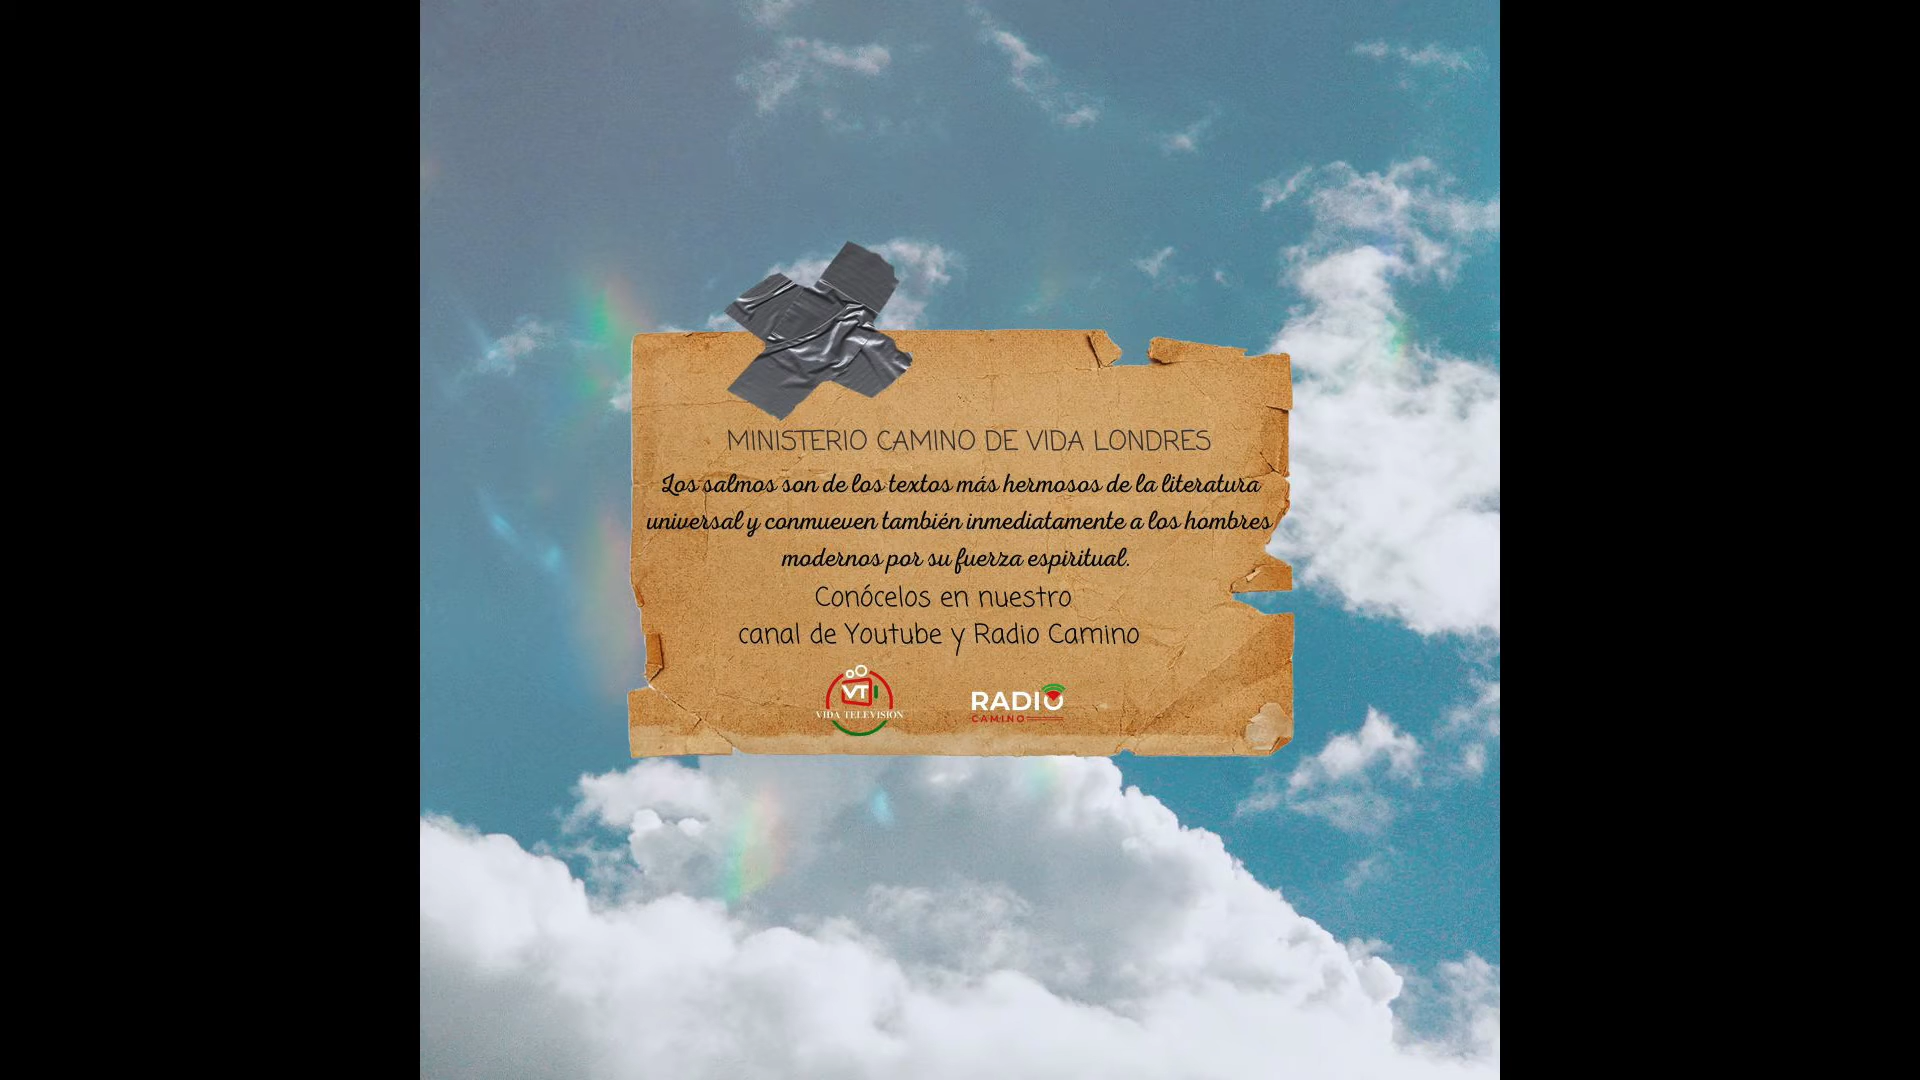 MINISTERIO CAMINO DE VIDA LONDRES
Los salmos son de los textos más hermosos de la literatura
universal y conmueven también inmediatamente a los hombres
modernos por su fuerza espiritual.
Conócelos en nuestro
canal de Youtube y Radio Camino
VT
VIDA TELEVISION
RADIO
CAMINO